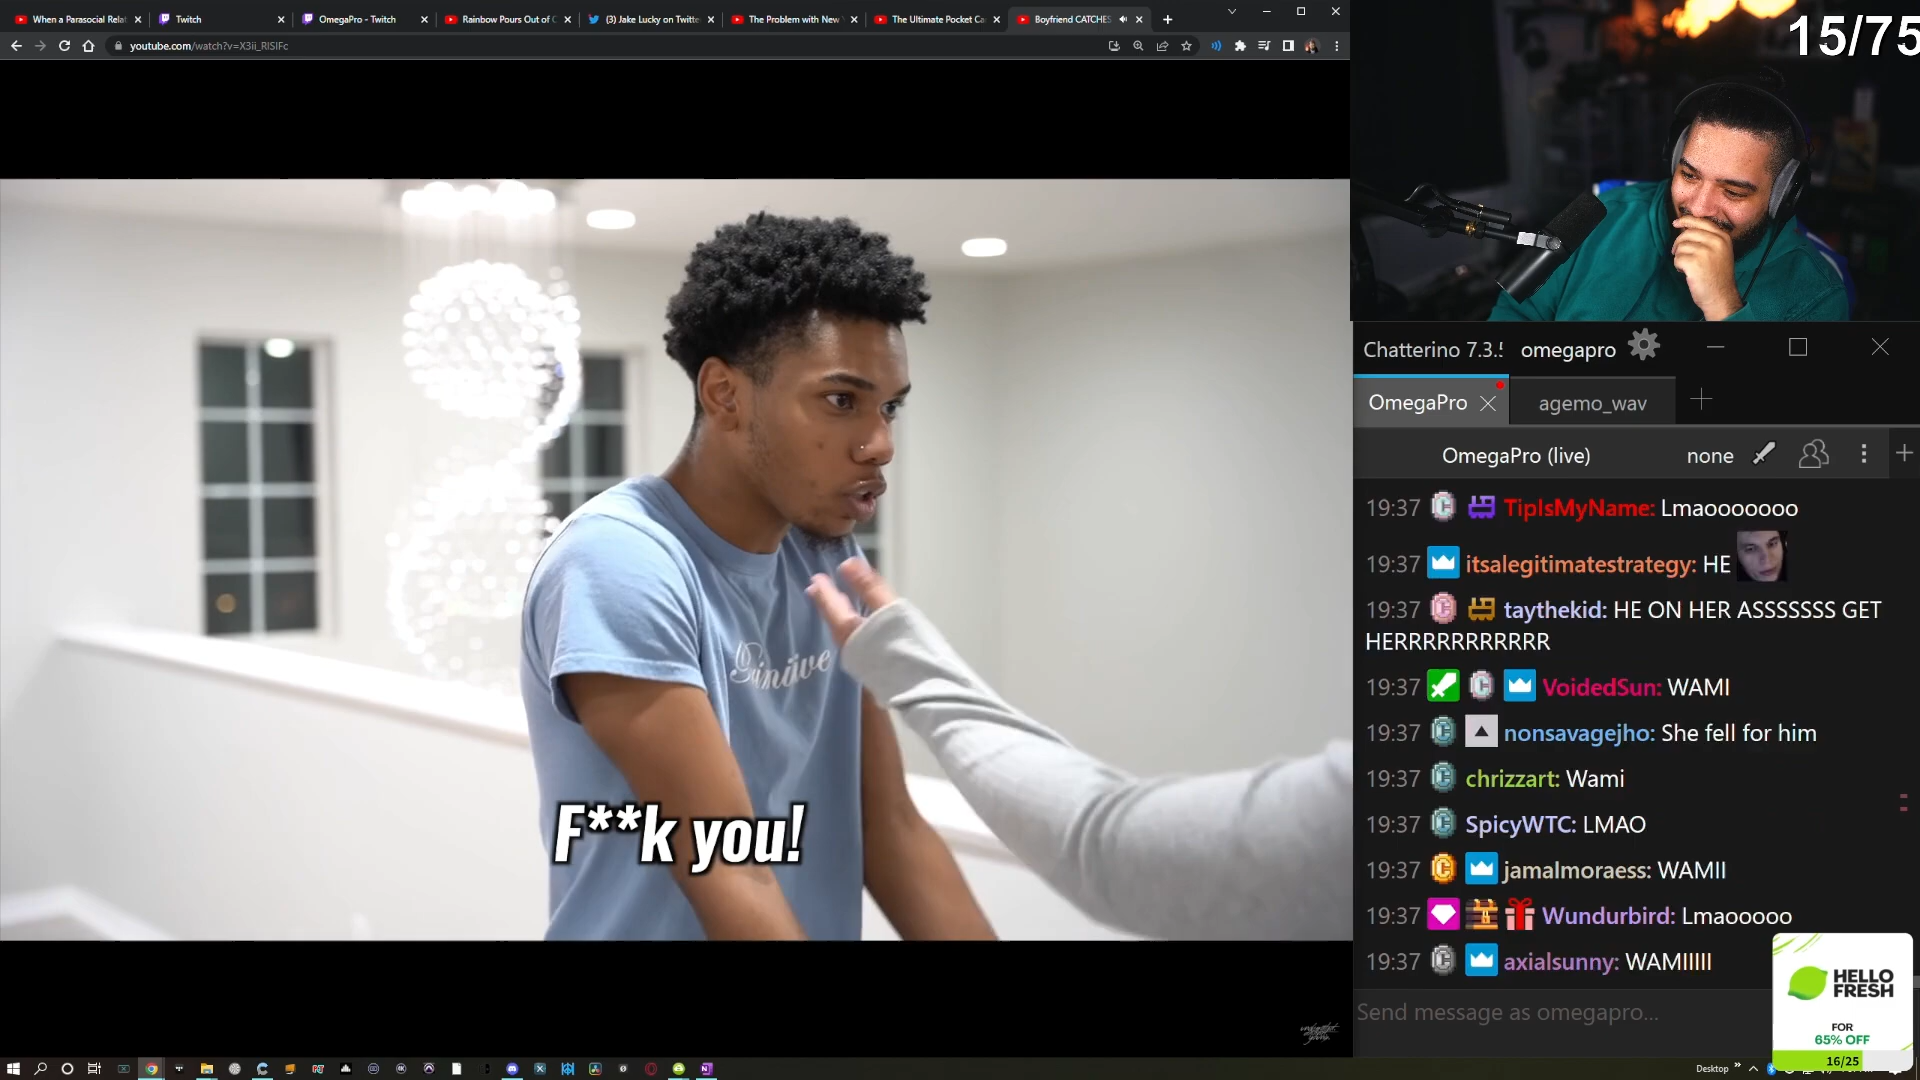 When a Parasocial Rela
Twitch
OmegaPro - Twitch
Rainbow Pours Out of
(3) Jake Lucky on Twitte
The Problem with New
The Ultimate Pocket Ca
Boyfriend CATCHES
youtube.com/watch?v=X3ii_RlSIFc
15/75
F**k you!
Chatterino 7.3.5
omegapro
OmegaPro
agemo_wav
OmegaPro (live)
none
19:37 TipIsMyName: Lmaooooooo
19:37 itsalegitimatestrategy: HE
19:37 taythekid: HE ON HER ASSSSSSS GET
HERRRRRRRRRRR
19:37 VoidedSun: WAMI
19:37 nonsavagejho: She fell for him
19:37 chrizzart: Wami
19:37 SpicyWTC: LMAO
19:37 jamalmoraess: WAMII
19:37 Wundurbird: Lmaooooo
19:37 axialsunny: WAMIIIII
Send message as omegapro...
HELLO
FRESH
FOR
65% OFF
16/25
Desktop